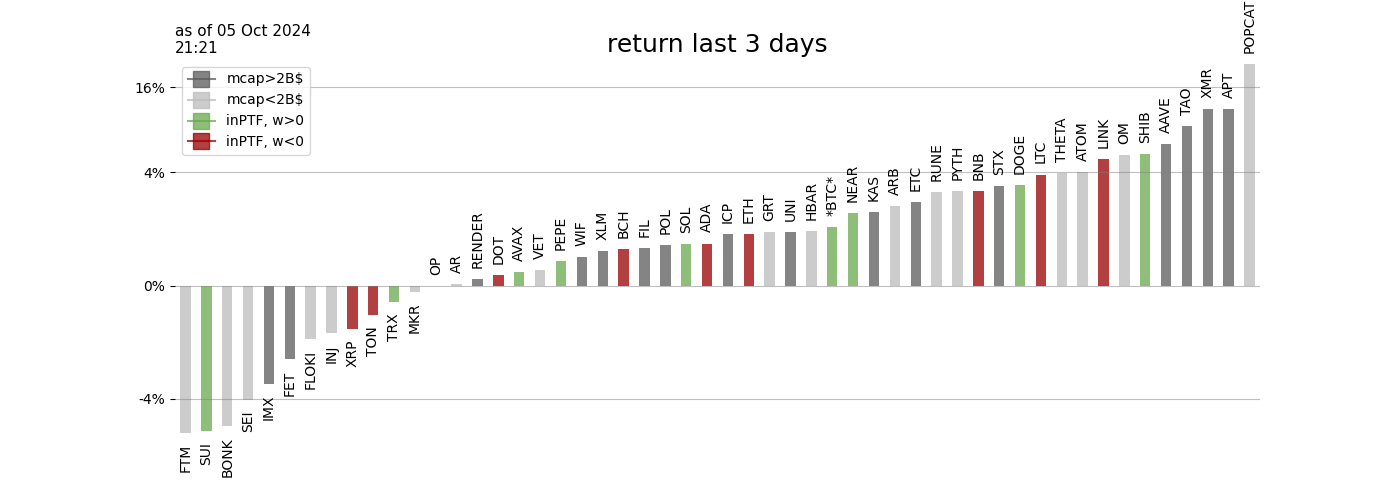 as of 05 Oct 2024
21:21
return last 3 days
mcap>2B$
mcap<2B$
inPTF, w>0
inPTF, w<0
16%
4%
0%
-4%
FTM
SUI
BONK
SEI
IMX
FET
FLOKI
INJ
XRP
TON
TRX
MKR
OP
AR
RENDER
DOT
AVAX
VET
PEPE
WIF
XLM
BCH
FIL
POL
SOL
ADA
ICP
ETH
GRT
UNI
HBAR
*BTC*
NEAR
KAS
ARB
ETC
RUNE
PYTH
BNB
STX
DOGE
LTC
THETA
ATOM
LINK
OM
SHIB
AAVE
TAO
XMR
APT
POPCAT